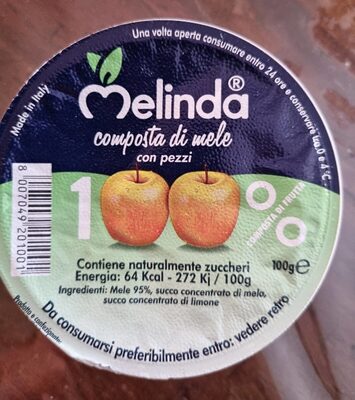 Una volta aperta consumare entro 24 ore e conservare tra 0 e 4°C.
Made in Italy
Melinda®
composta di mele
con pezzi
100%
COMPOSTA DI FRUTTA
8 007049 201001
100g e
Contiene naturalmente zuccheri
Energia: 64 Kcal - 272 Kj / 100g
Ingredienti: Mele 95%, succo concentrato di mela,
succo concentrato di limone
Da consumarsi preferibilmente entro: vedere retro
Prodotto e confezionato: